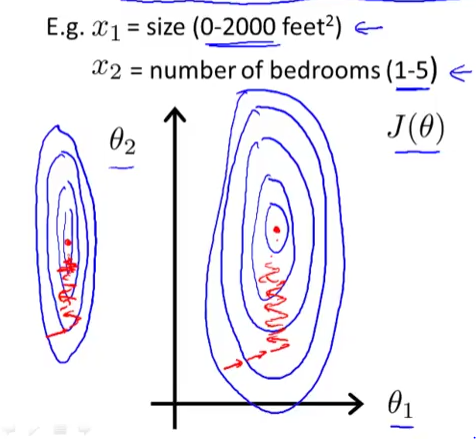 E.g. x₁ = size (0-2000 feet²)
x₂ = number of bedrooms (1-5)
θ₂
J(θ)
θ₁